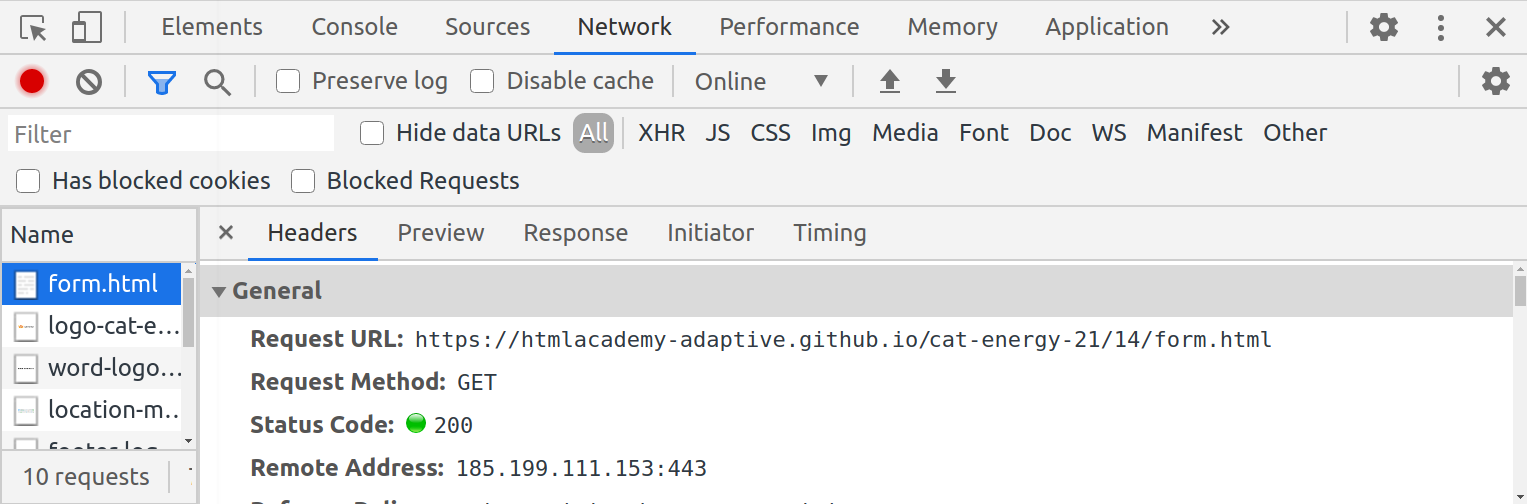 Elements Console Sources Network Performance Memory Application
Preserve log Disable cache Online
Filter Hide data URLs All XHR JS CSS Img Media Font Doc WS Manifest Other
Has blocked cookies Blocked Requests
Name Headers Preview Response Initiator Timing
form.html
logo-cat-e...
word-logo...
location-m...
10 requests
General
Request URL: https://htmlacademy-adaptive.github.io/cat-energy-21/14/form.html
Request Method: GET
Status Code: 200
Remote Address: 185.199.111.153:443